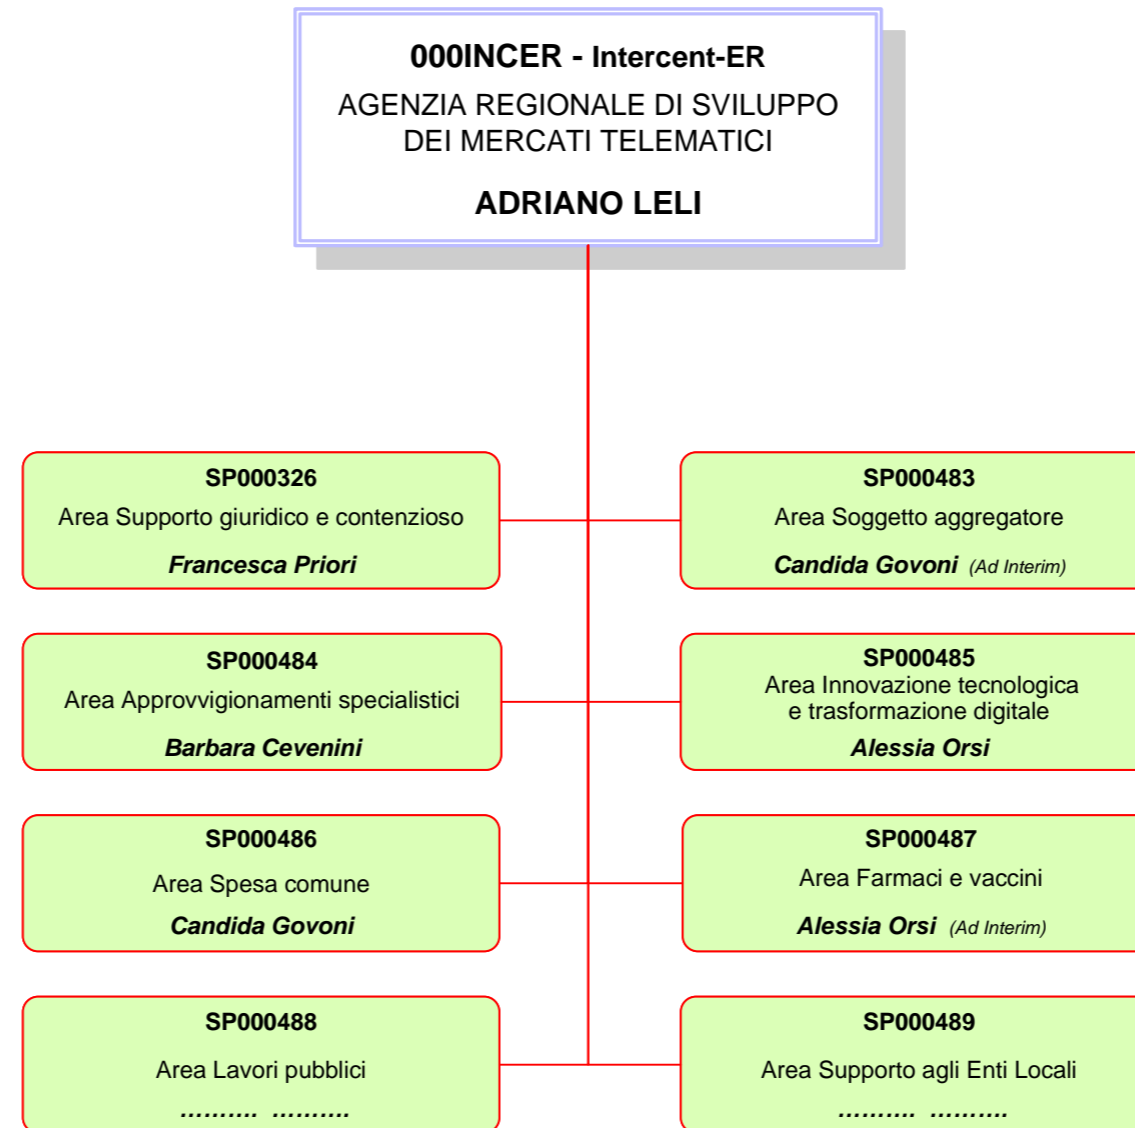 000INCER - Intercent-ER
AGENZIA REGIONALE DI SVILUPPO
DEI MERCATI TELEMATICI
ADRIANO LELI
SP000326
Area Supporto giuridico e contenzioso
Francesca Priori
SP000483
Area Soggetto aggregatore
Candida Govoni (Ad Interim)
SP000484
Area Approvvigionamenti specialistici
Barbara Cevenini
SP000485
Area Innovazione tecnologica
e trasformazione digitale
Alessia Orsi
SP000486
Area Spesa comune
Candida Govoni
SP000487
Area Farmaci e vaccini
Alessia Orsi (Ad Interim)
SP000488
Area Lavori pubblici
………. ……….
SP000489
Area Supporto agli Enti Locali
………. ……….